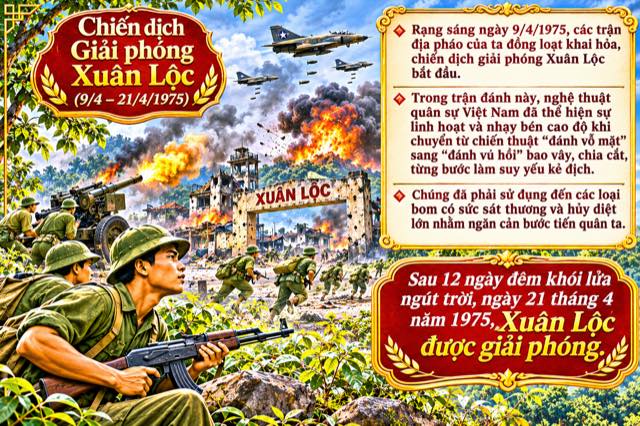 Chiến dịch
Giải phóng
Xuân Lộc
(9/4 – 21/4/1975)
XUÂN LỘC
Rạng sáng ngày 9/4/1975, các trận
địa pháo của ta đồng loạt khai hỏa,
chiến dịch giải phóng Xuân Lộc
bắt đầu.
Trong trận đánh này, nghệ thuật
quân sự Việt Nam đã thể hiện sự
linh hoạt và nhạy bén cao độ khi
chuyển từ chiến thuật “đánh vỗ mặt”
sang “đánh vú hồi” bao vây, chia cắt,
từng bước làm suy yếu kẻ địch.
Chúng đã phải sử dụng đến các loại
bom có sức sát thương và hủy diệt
lớn nhằm ngăn cản bước tiến quân ta.
Sau 12 ngày đêm khói lửa
ngút trời, ngày 21 tháng 4
năm 1975, Xuân Lộc
được giải phóng.